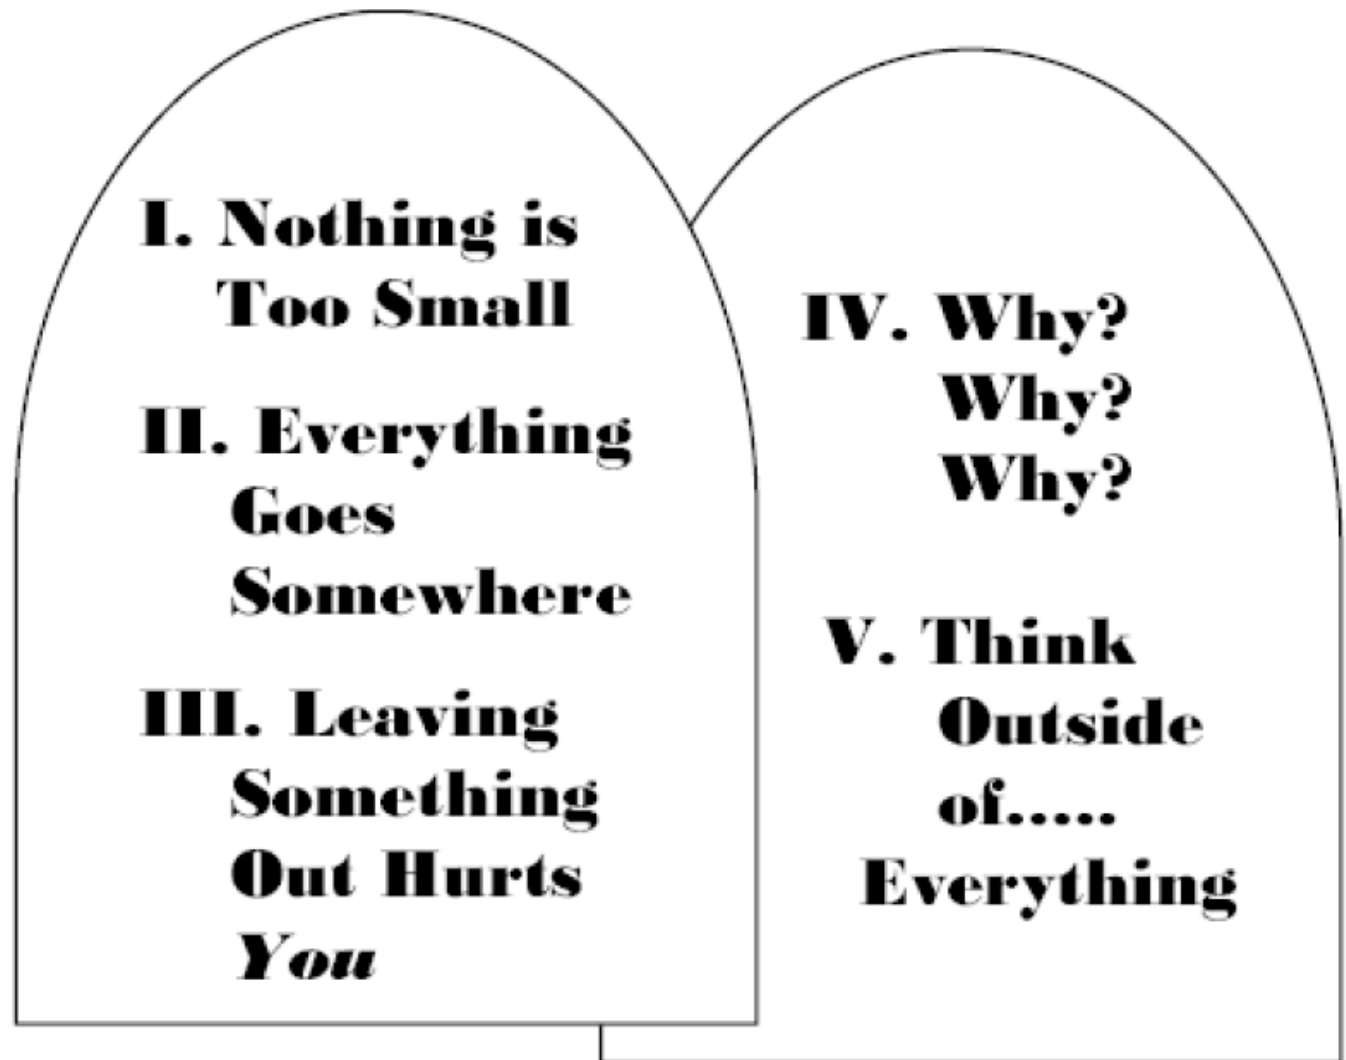 I. Nothing is
Too Small
II. Everything
Goes
Somewhere
III. Leaving
Something
Out Hurts
You
IV. Why?
Why?
Why?
V. Think
Outside
of.....
Everything